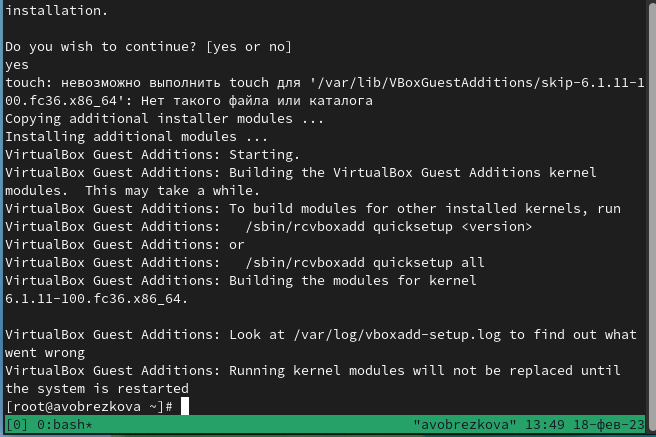 installation.
Do you wish to continue? [yes or no]
yes
touch: невозможно выполнить touch для '/var/lib/VBoxGuestAdditions/skip-6.1.11-1
00.fc36.x86_64': Нет такого файла или каталога
Copying additional installer modules ...
Installing additional modules ...
VirtualBox Guest Additions: Starting.
VirtualBox Guest Additions: Building the VirtualBox Guest Additions kernel
modules.  This may take a while.
VirtualBox Guest Additions: To build modules for other installed kernels, run
VirtualBox Guest Additions:   /sbin/rcvboxadd quicksetup <version>
VirtualBox Guest Additions: or
VirtualBox Guest Additions:   /sbin/rcvboxadd quicksetup all
VirtualBox Guest Additions: Building the modules for kernel
6.1.11-100.fc36.x86_64.
VirtualBox Guest Additions: Look at /var/log/vboxadd-setup.log to find out what
went wrong
VirtualBox Guest Additions: Running kernel modules will not be replaced until
the system is restarted
[root@avobrezkova ~]#
[0] 0:bash* "avobrezkova" 13:49 18-фев-23